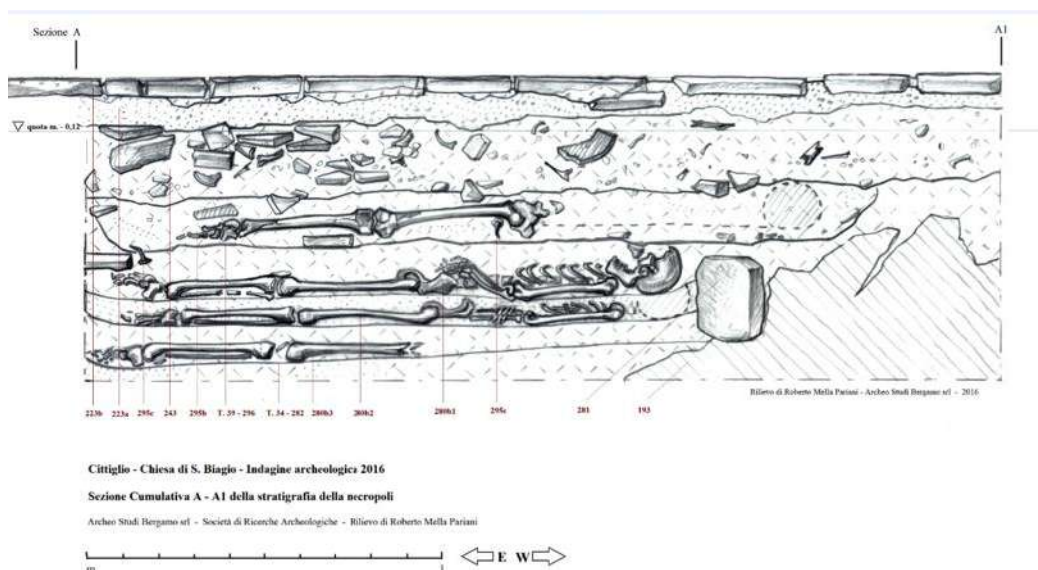 Sezione A
A1
quota m. - 0,12
Rilievo di Roberto Mella Pariani - Archeo Studi Bergamo srl - 2016
223b 223a 295c 243 295b T. 39 - 296 T. 34 - 282 280b3 280b2 280b1 295c 281 193
Cittiglio - Chiesa di S. Biagio - Indagine archeologica 2016
Sezione Cumulativa A - A1 della stratigrafia della necropoli
Archeo Studi Bergamo srl - Società di Ricerche Archeologiche - Rilievo di Roberto Mella Pariani
E W
m
1